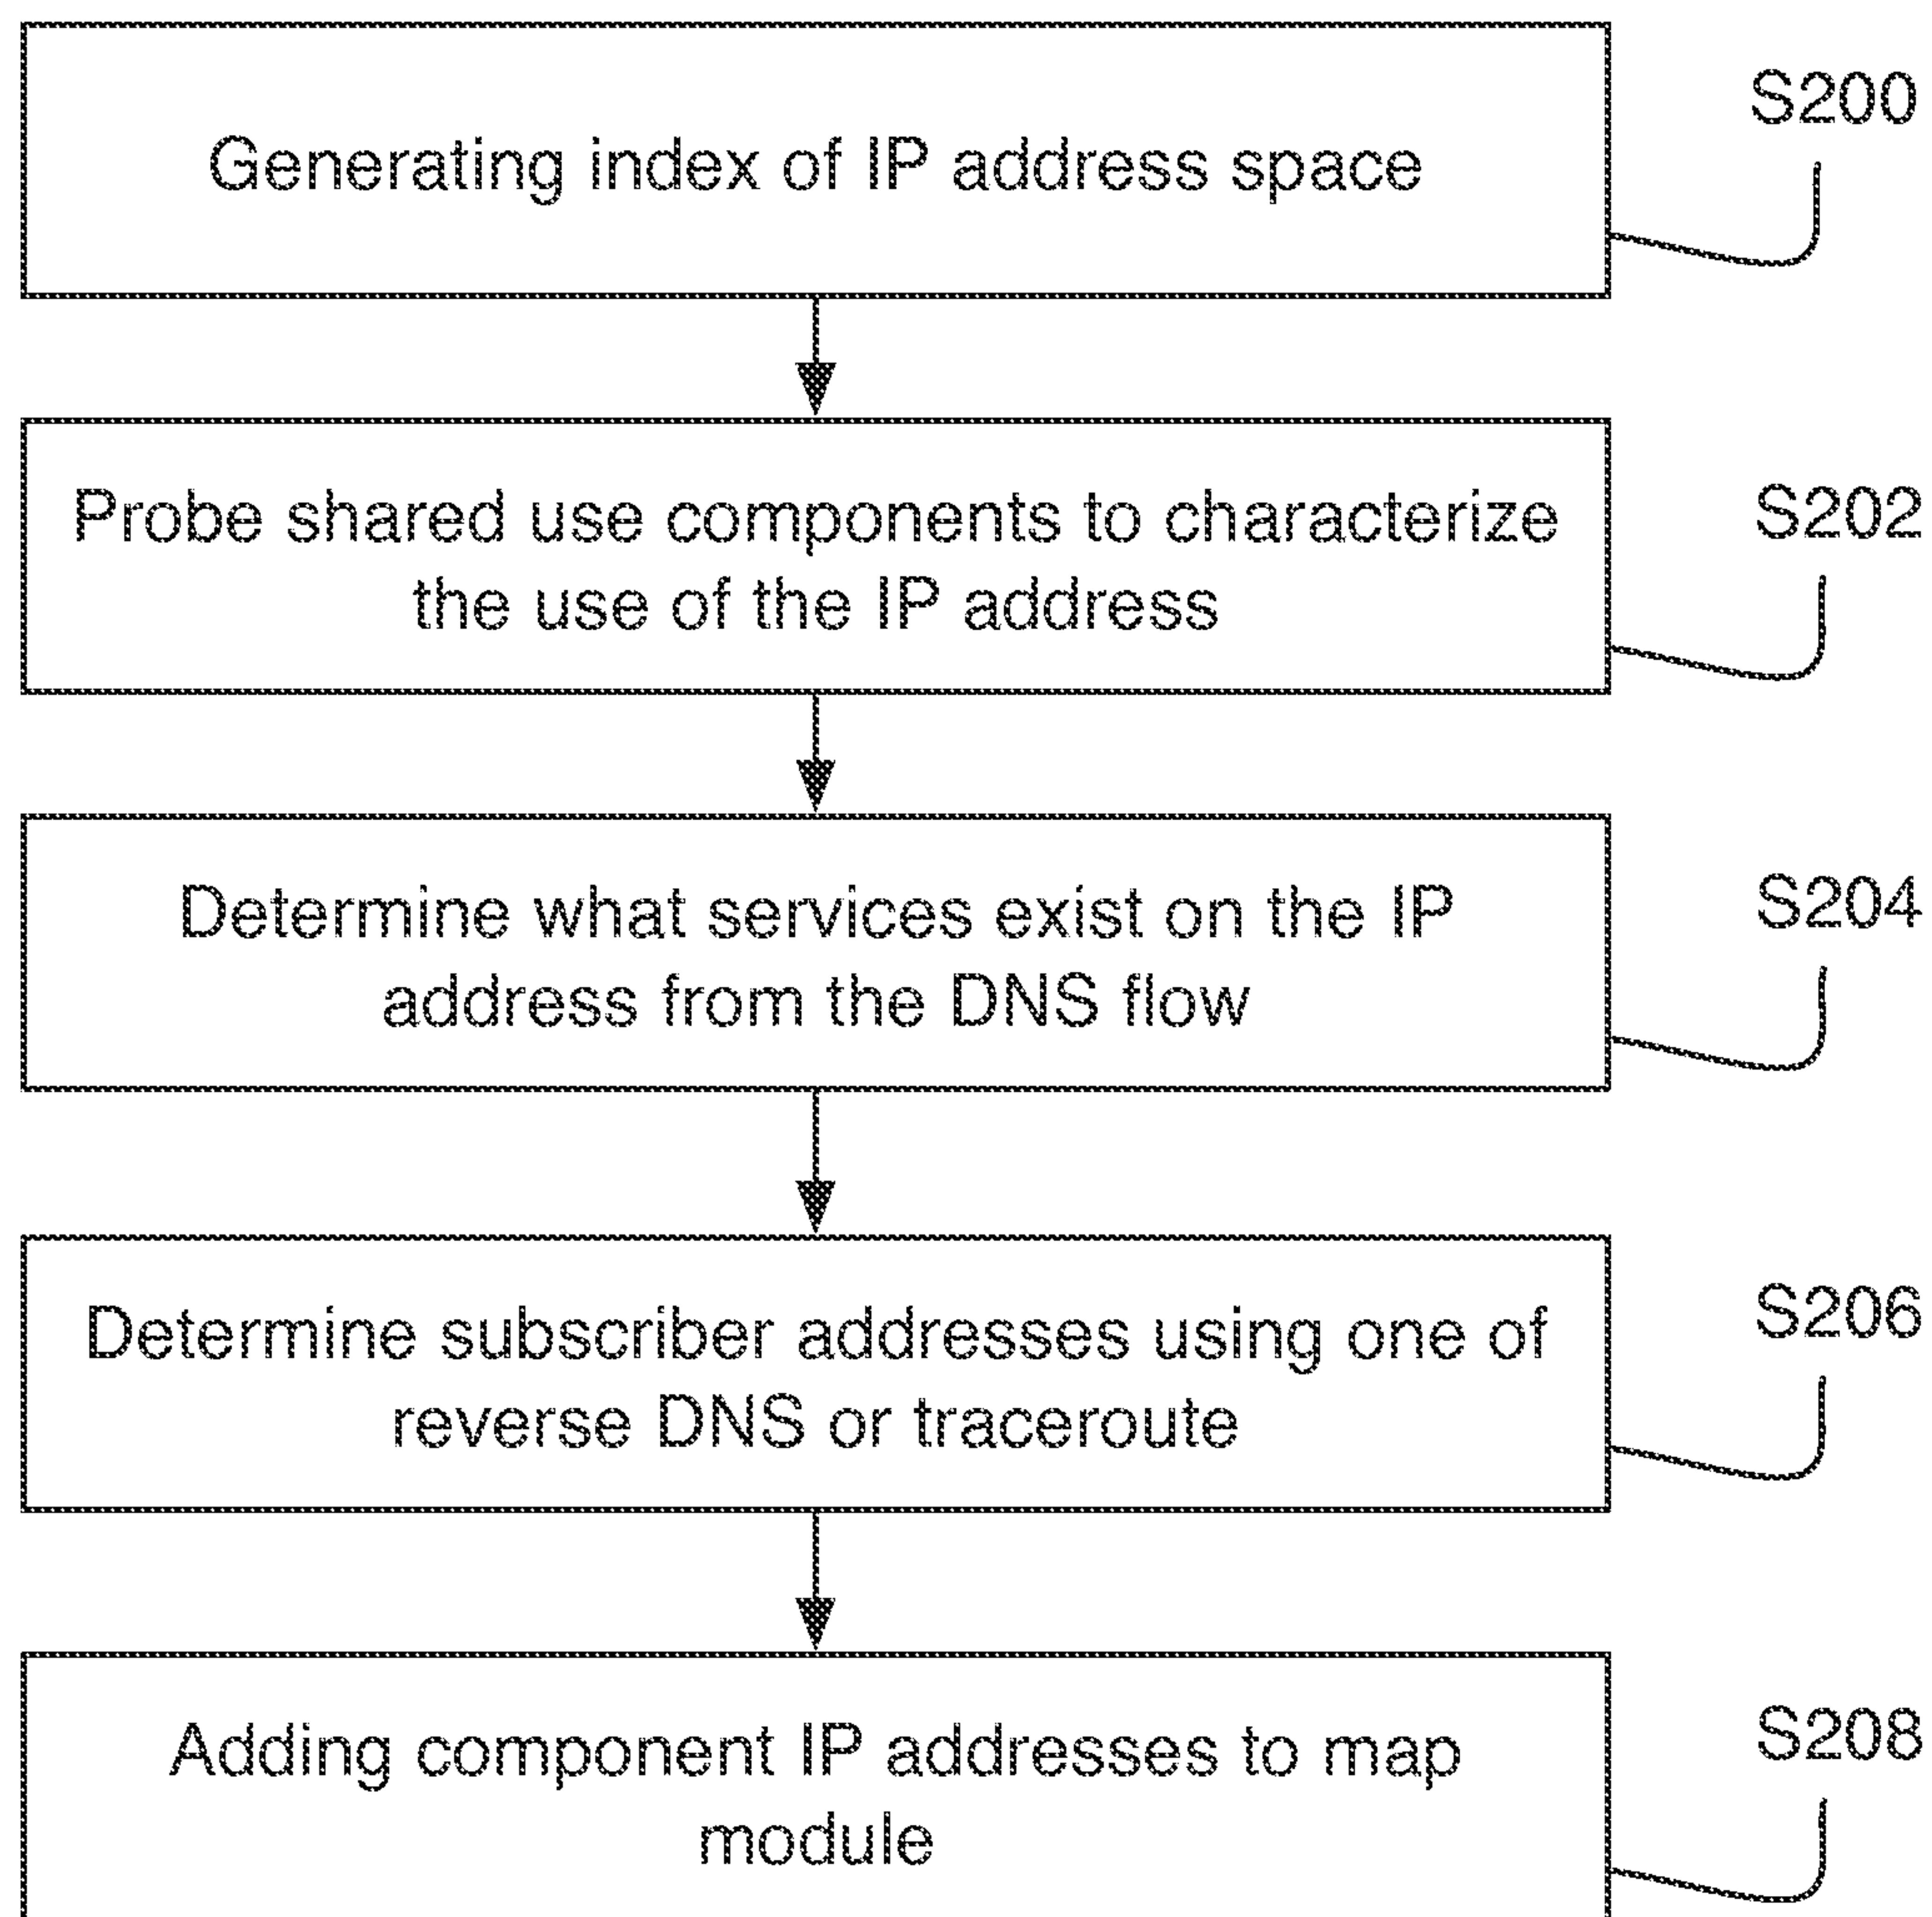 Generating index of IP address space
S200
Probe shared use components to characterize
the use of the IP address
S202
Determine what services exist on the IP
address from the DNS flow
S204
Determine subscriber addresses using one of
reverse DNS or traceroute
S206
Adding component IP addresses to map
module
S208